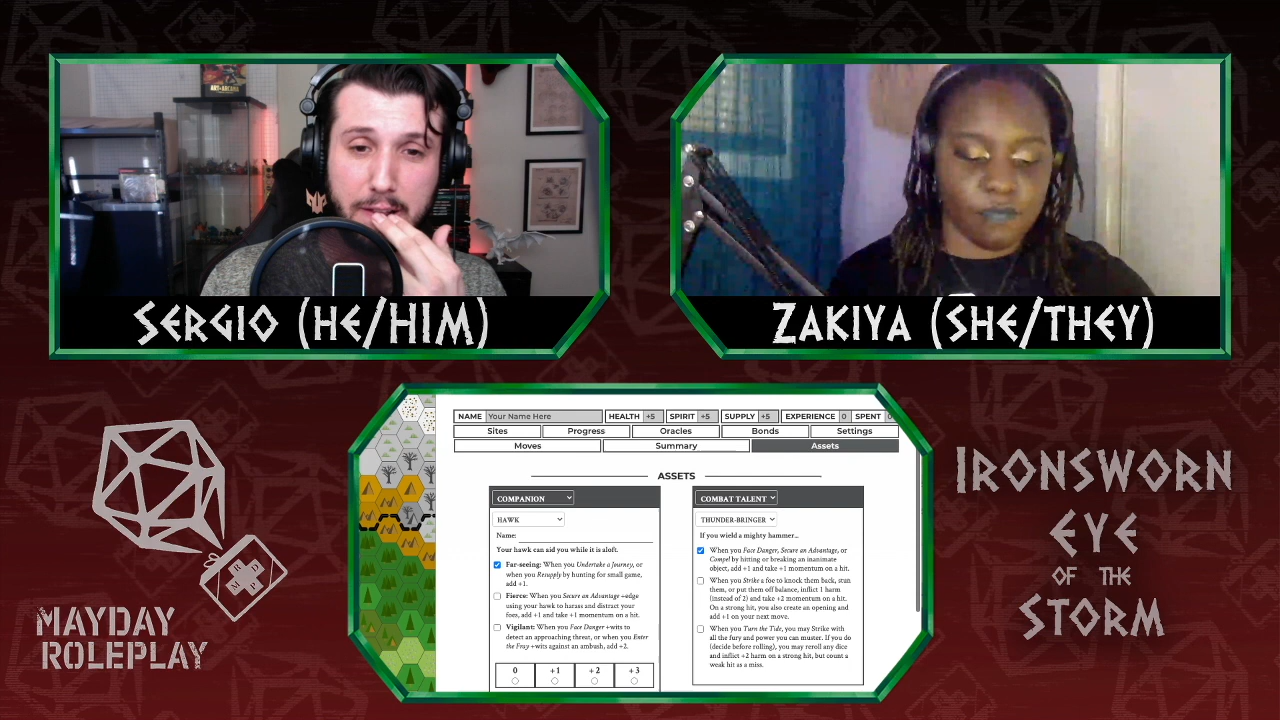 SERGIO (HE/HIM)
ZAKIYA (SHE/THEY)
NAME Your Name Here HEALTH +5 SPIRIT +5 SUPPLY +5 EXPERIENCE 0 SPENT
Sites Progress Oracles Bonds Settings
Moves Summary Assets
ASSETS
COMPANION
HAWK
Name:
Your hawk can aid you while it is aloft.
Far-seeing: When you Undertake a Journey, or
when you Resupply by hunting for small game,
add +1.
Fierce: When you Secure an Advantage +edge
using your hawk to harass and distract your
foes, add +1 and take +1 momentum on a hit.
Vigilant: When you Face Danger +wits to
detect an approaching threat, or when you Enter
the Fray +wits against an ambush, add +2.
0 +1 +2 +3
COMBAT TALENT
THUNDER-BRINGER
If you wield a mighty hammer...
When you Face Danger, Secure an Advantage, or
Compel by hitting or breaking an inanimate
object, add +1 and take +1 momentum on a hit.
When you Strike a foe to knock them back, stun
them, or put them off balance, inflict 1 harm
(instead of 2) and take +2 momentum on a hit.
On a strong hit, you also create an opening and
add +1 on your next move.
When you Turn the Tide, you may Strike with
all the fury and power you can muster. If you do
(decide before rolling), you may reroll any dice
and inflict +2 harm on a strong hit, but count a
weak hit as a miss.
MAYDAY
ROLEPLAY
IRONSWORN
EYE
OF THE
STORM